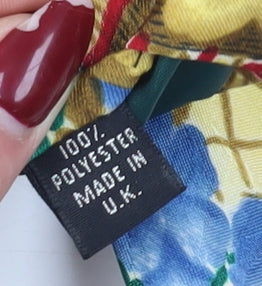 100%
POLYESTER
MADE IN
U.K.